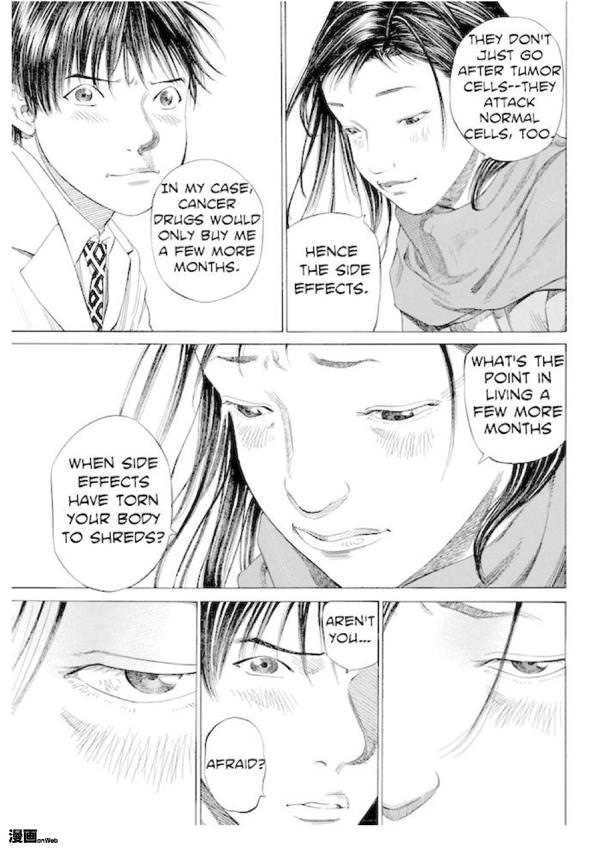 THEY DON'T
JUST GO
AFTER TUMOR
CELLS--THEY
ATTACK
NORMAL
CELLS, TOO.
HENCE
THE SIDE
EFFECTS.
IN MY CASE,
CANCER
DRUGS WOULD
ONLY BUY ME
A FEW MORE
MONTHS.
WHAT'S THE
POINT IN
LIVING A
FEW MORE
MONTHS
WHEN SIDE
EFFECTS
HAVE TORN
YOUR BODY
TO SHREDS?
AREN'T
YOU...
AFRAID?
漫画onWeb